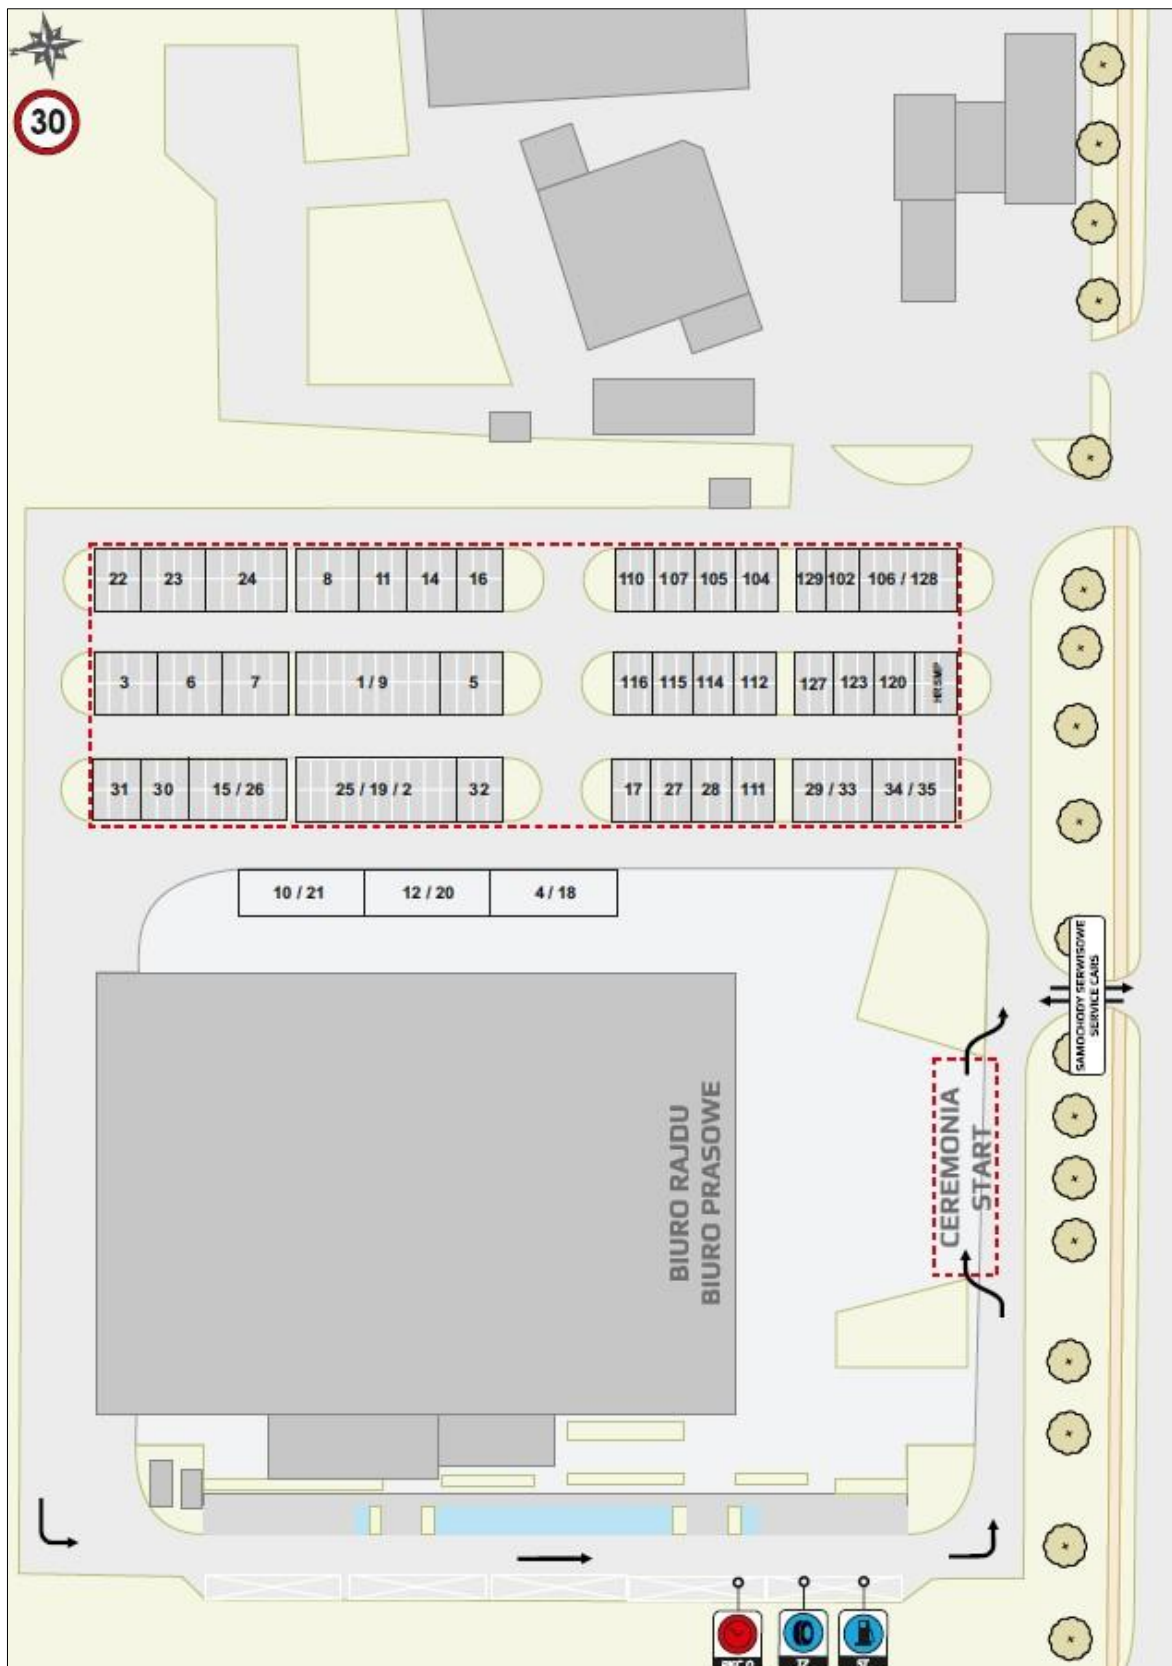 30
22 23 24 8 11 14 16 110 107 105 104 129 102 106 / 128
3 6 7 1 / 9 5 116 115 114 112 127 123 120
31 30 15 / 26 25 / 19 / 2 32 17 27 28 111 29 / 33 34 / 35
10 / 21 12 / 20 4 / 18
SAMOCHODY SERWISOWE
SERVICE CARS
BIURO RAJDU
BIURO PRASOWE
CEREMONIA
START